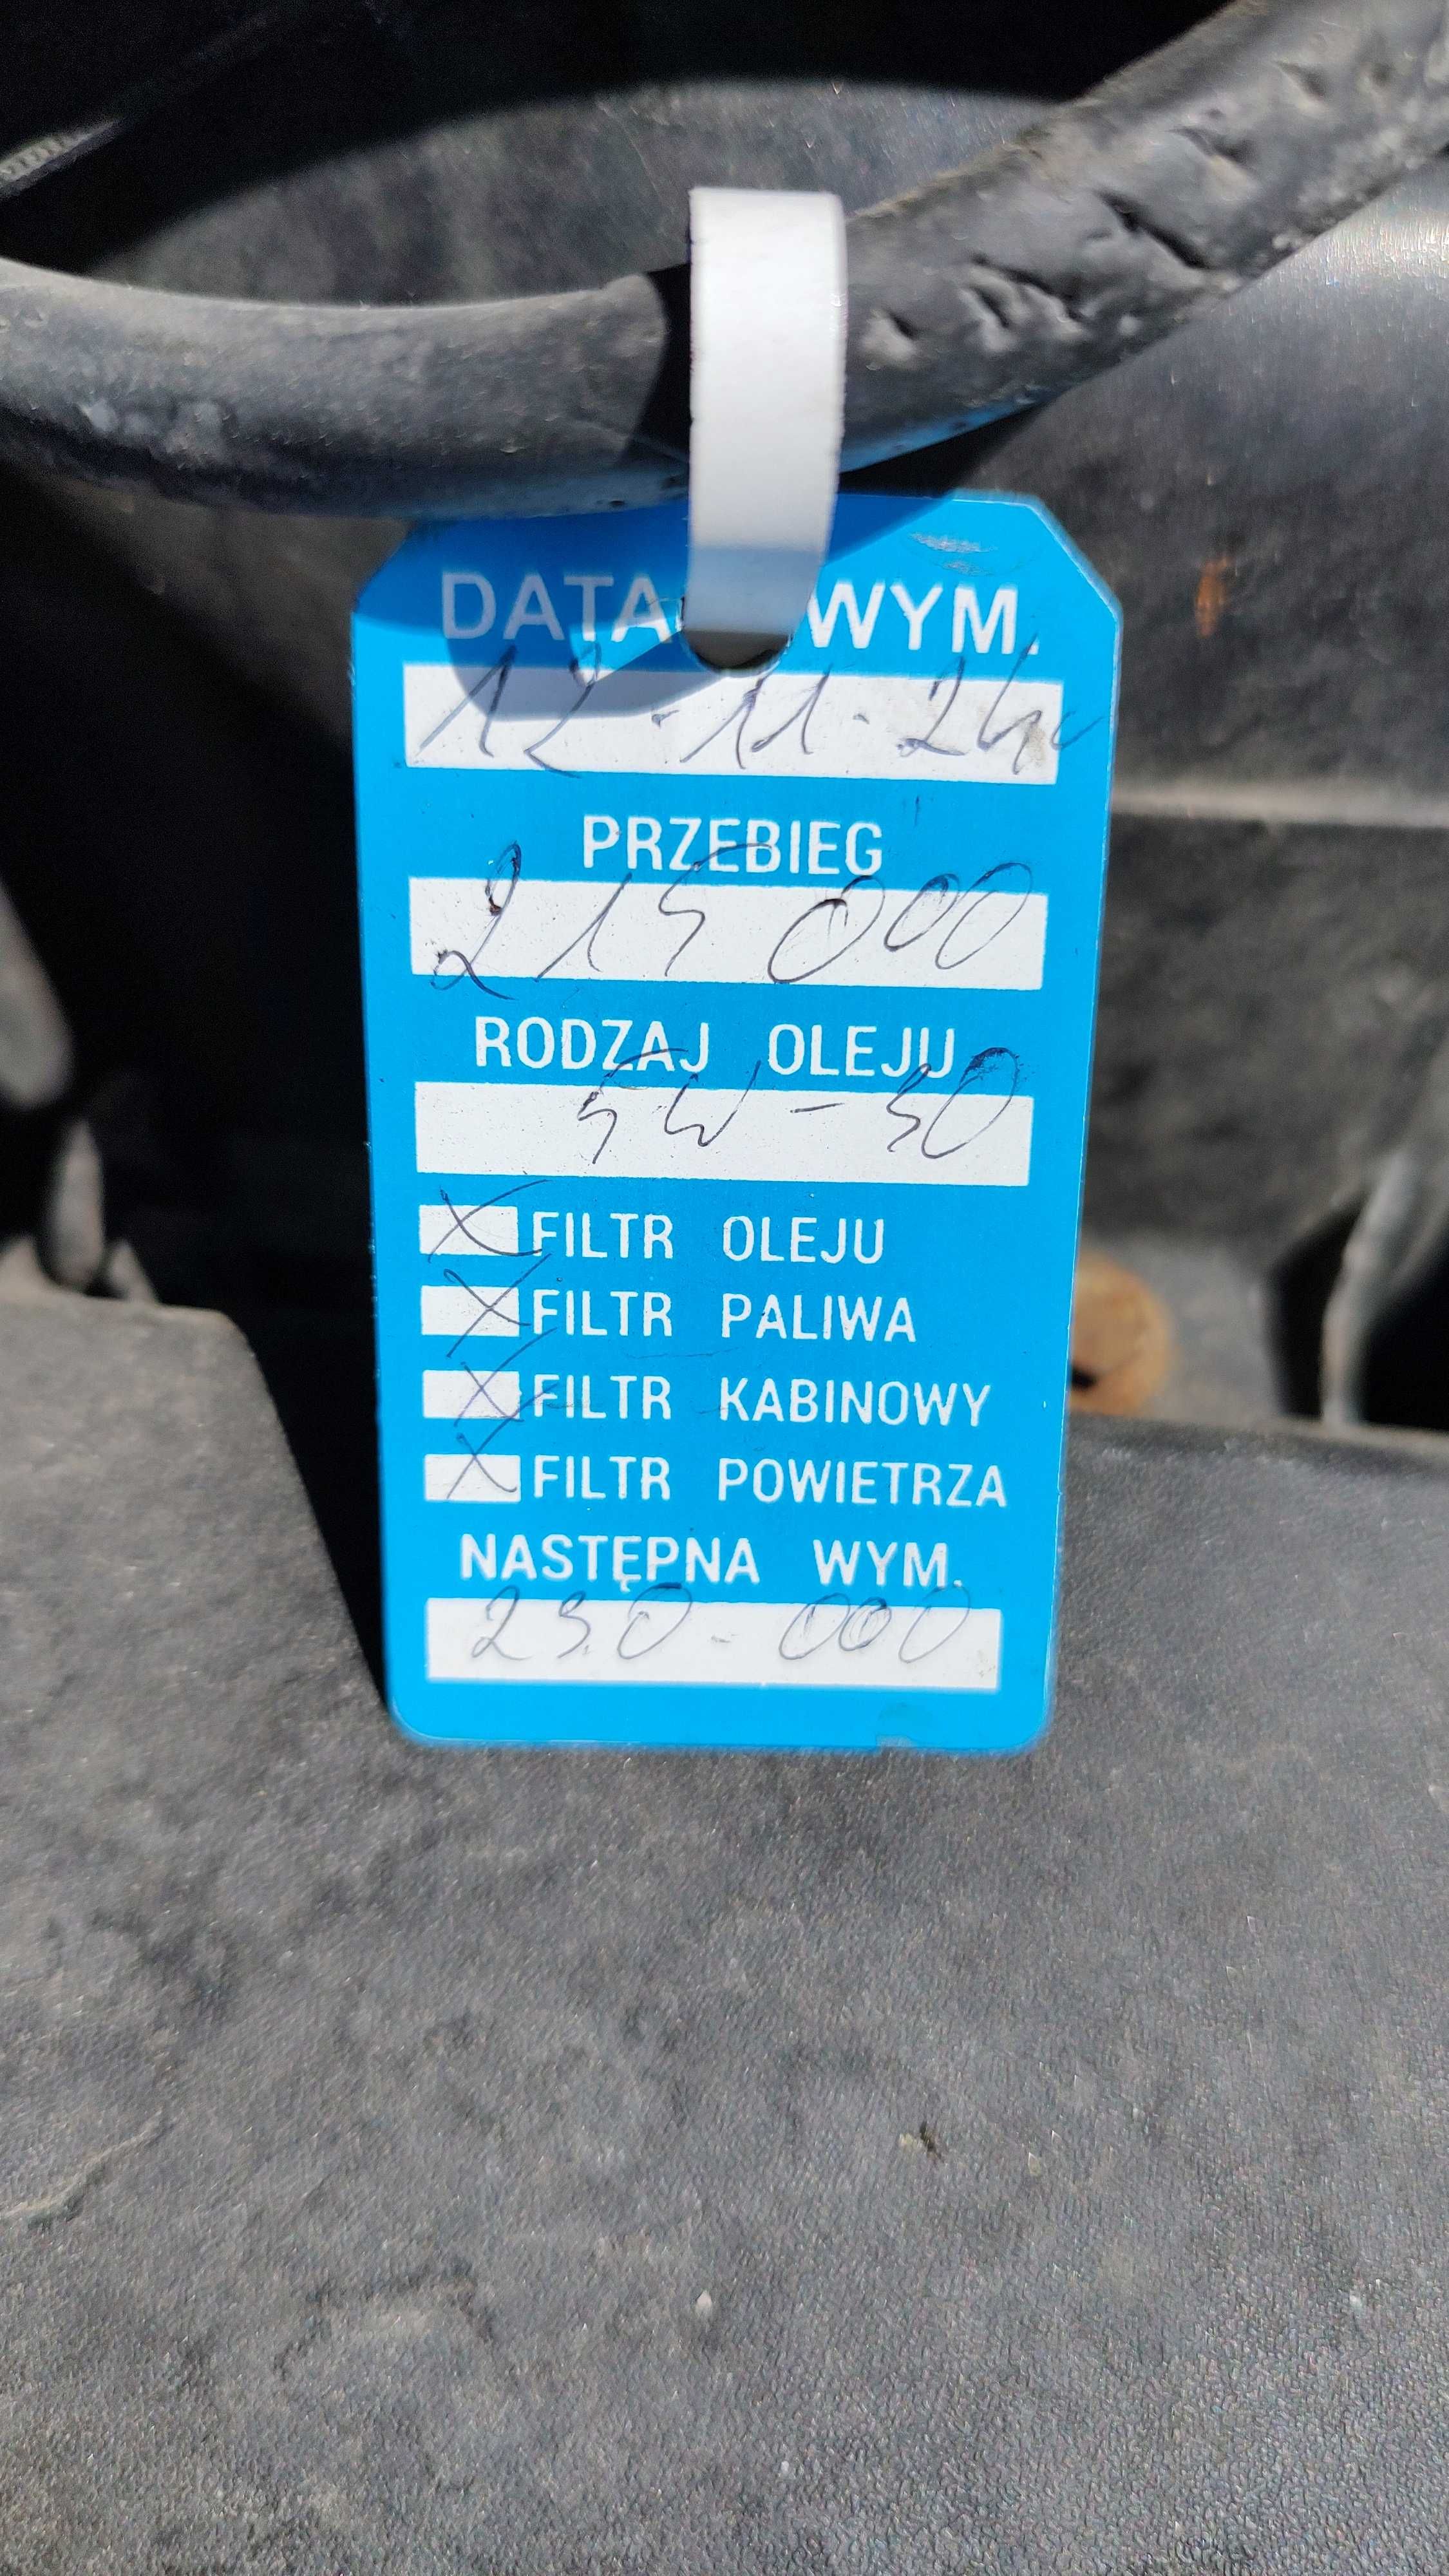 DATA WYM.
12-11-24r
PRZEBIEG
215 000
RODZAJ OLEJU
5W-30
X FILTR OLEJU
X FILTR PALIWA
X FILTR KABINOWY
X FILTR POWIETRZA
NASTĘPNA WYM.
230-000